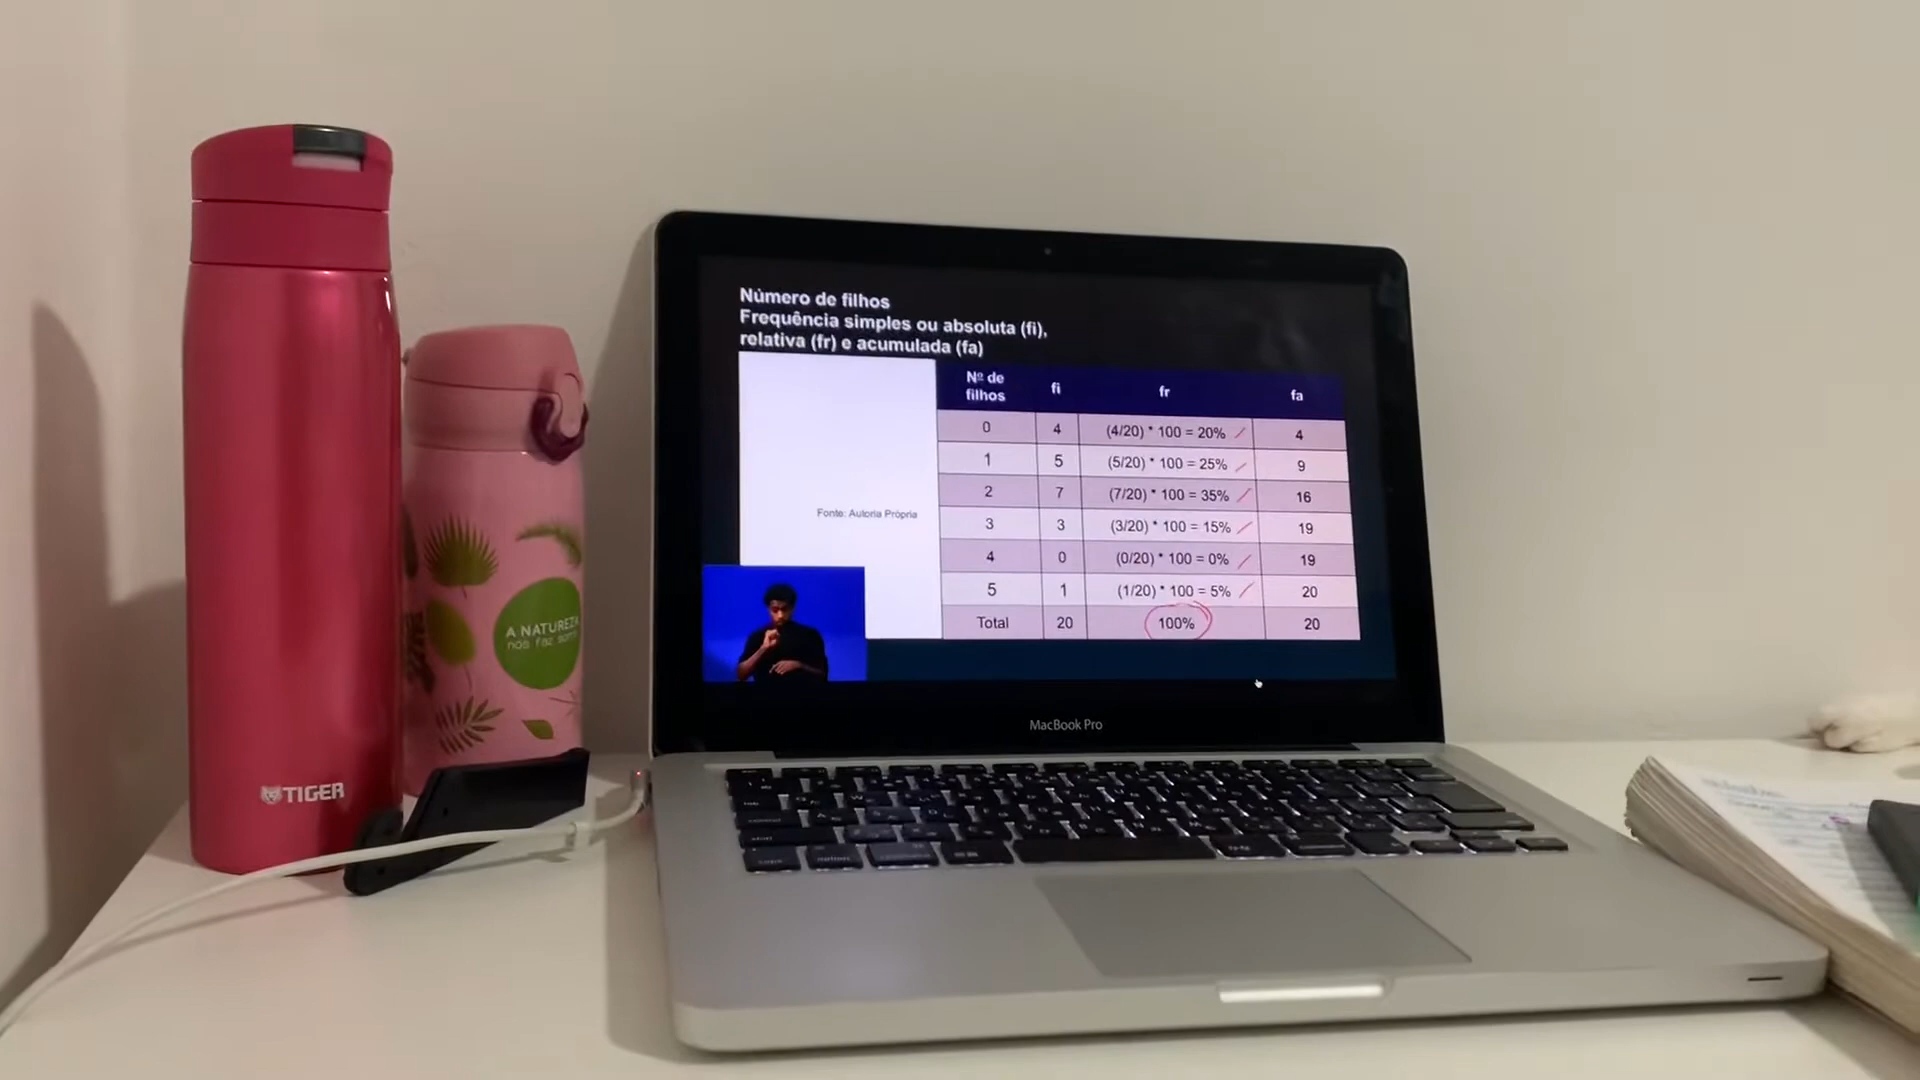 Número de filhos
Frequência simples ou absoluta (fi),
relativa (fr) e acumulada (fa)
Nº de filhos fi fr fa
0 4 (4/20) * 100 = 20% 4
1 5 (5/20) * 100 = 25% 9
2 7 (7/20) * 100 = 35% 16
3 3 (3/20) * 100 = 15% 19
4 0 (0/20) * 100 = 0% 19
5 1 (1/20) * 100 = 5% 20
Total 20 100% 20
Fonte: Autoria Própria
A NATUREZA
nos faz
TIGER
MacBook Pro